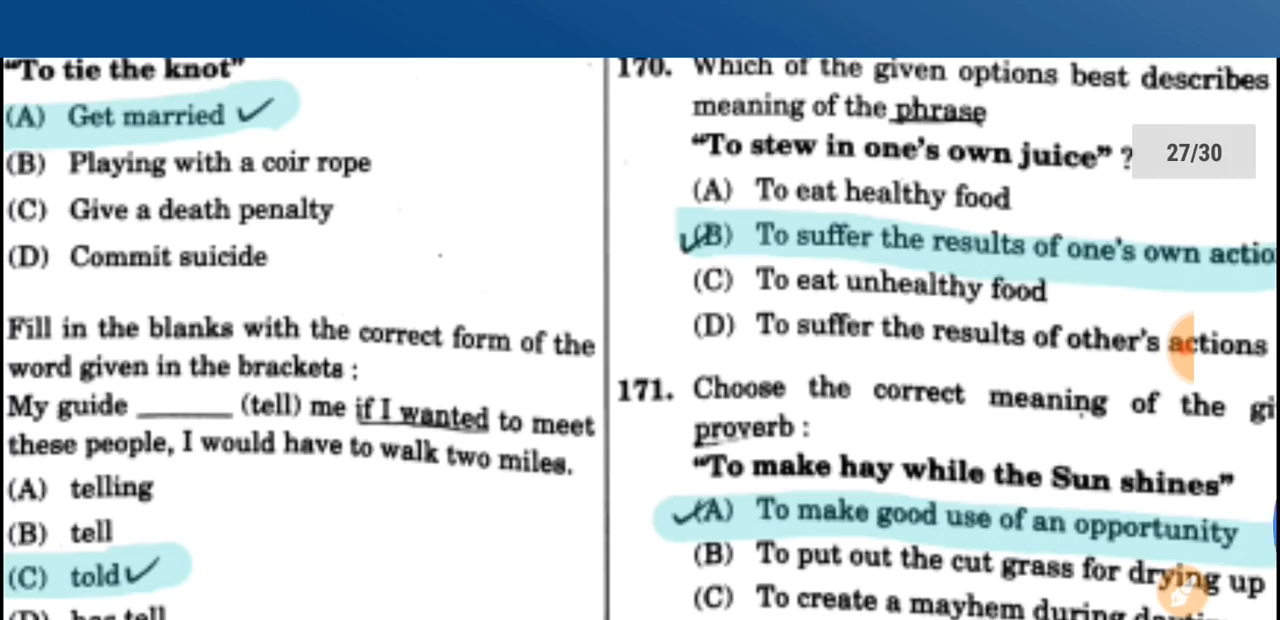 "To tie the knot"
(A) Get married
(B) Playing with a coir rope
(C) Give a death penalty
(D) Commit suicide
Fill in the blanks with the correct form of the
word given in the brackets :
My guide ______ (tell) me if I wanted to meet
these people, I would have to walk two miles.
(A) telling
(B) tell
(C) told
(D) has tell
170. Which of the given options best describes
meaning of the phrase
"To stew in one's own juice" ?
27/30
(A) To eat healthy food
(B) To suffer the results of one's own actio
(C) To eat unhealthy food
(D) To suffer the results of other's actions
171. Choose the correct meaning of the gi
proverb :
"To make hay while the Sun shines"
(A) To make good use of an opportunity
(B) To put out the cut grass for drying up
(C) To create a mayhem during